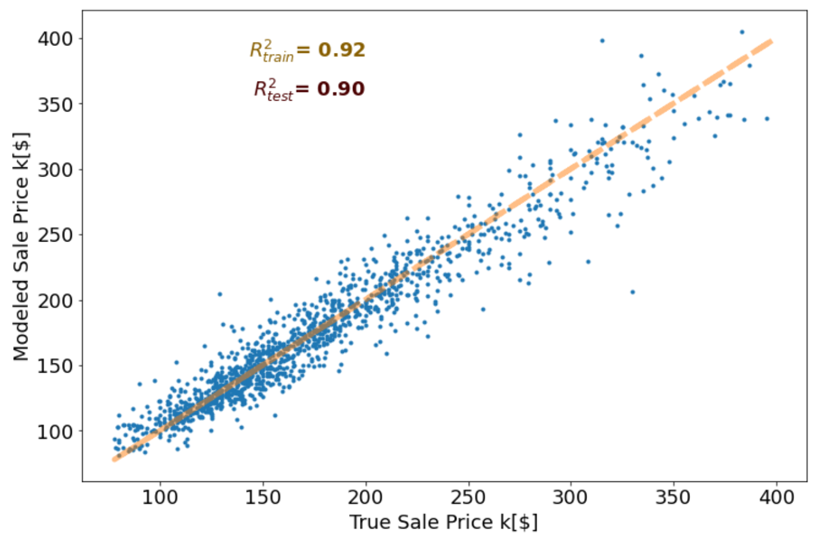 R²train = 0.92
R²test = 0.90
400
350
300
250
200
150
100
Modeled Sale Price k[$]
100 150 200 250 300 350 400
True Sale Price k[$]